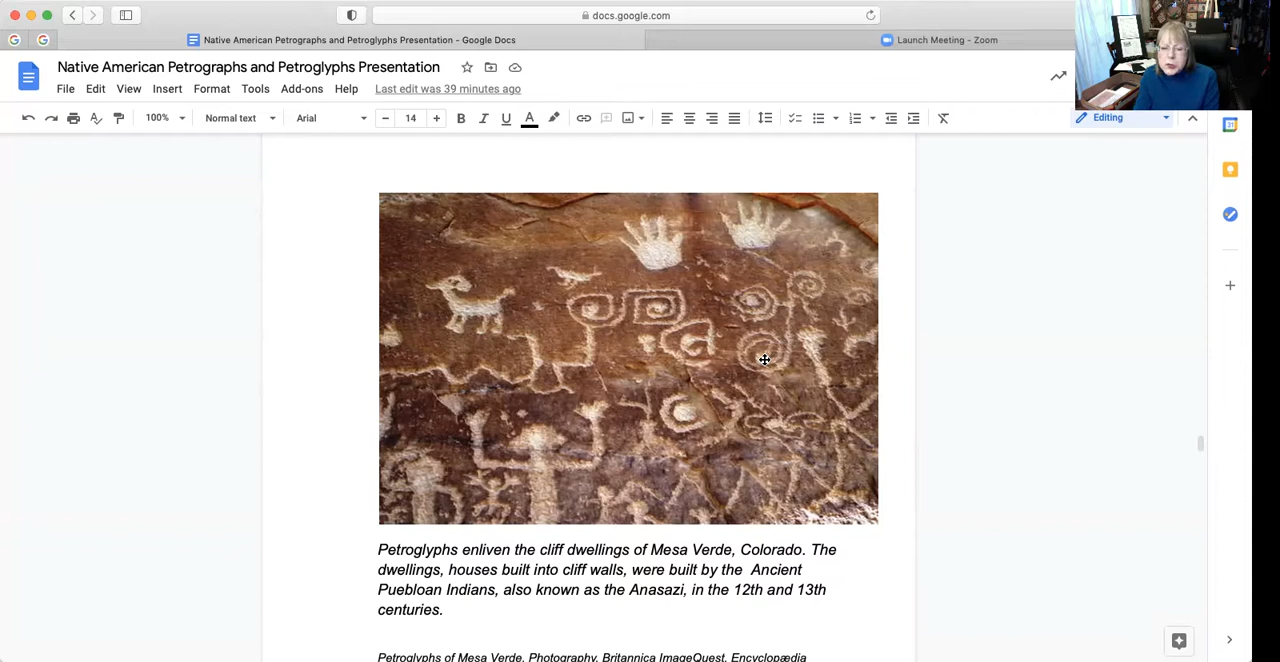 docs.google.com
Native American Petrographs and Petroglyphs Presentation - Google Docs
Launch Meeting - Zoom
Native American Petrographs and Petroglyphs Presentation
File Edit View Insert Format Tools Add-ons Help Last edit was 39 minutes ago
100% Normal text Arial 14 Editing
Petroglyphs enliven the cliff dwellings of Mesa Verde, Colorado. The
dwellings, houses built into cliff walls, were built by the Ancient
Puebloan Indians, also known as the Anasazi, in the 12th and 13th
centuries.
Petroglyphs of Mesa Verde, Photography, Britannica ImageQuest, Encyclopædia